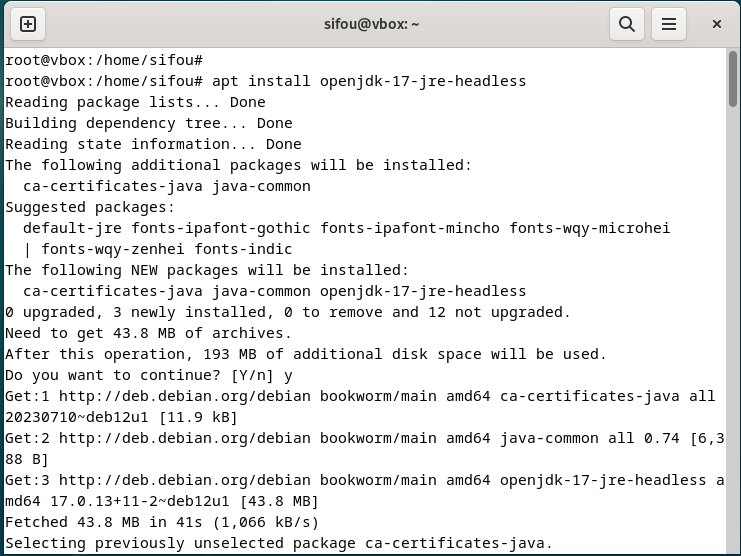 sifou@vbox: ~
root@vbox:/home/sifou#
root@vbox:/home/sifou# apt install openjdk-17-jre-headless
Reading package lists... Done
Building dependency tree... Done
Reading state information... Done
The following additional packages will be installed:
  ca-certificates-java java-common
Suggested packages:
  default-jre fonts-ipafont-gothic fonts-ipafont-mincho fonts-wqy-microhei
  | fonts-wqy-zenhei fonts-indic
The following NEW packages will be installed:
  ca-certificates-java java-common openjdk-17-jre-headless
0 upgraded, 3 newly installed, 0 to remove and 12 not upgraded.
Need to get 43.8 MB of archives.
After this operation, 193 MB of additional disk space will be used.
Do you want to continue? [Y/n] y
Get:1 http://deb.debian.org/debian bookworm/main amd64 ca-certificates-java all
20230710~deb12u1 [11.9 kB]
Get:2 http://deb.debian.org/debian bookworm/main amd64 java-common all 0.74 [6,3
88 B]
Get:3 http://deb.debian.org/debian bookworm/main amd64 openjdk-17-jre-headless a
md64 17.0.13+11-2~deb12u1 [43.8 MB]
Fetched 43.8 MB in 41s (1,066 kB/s)
Selecting previously unselected package ca-certificates-java.